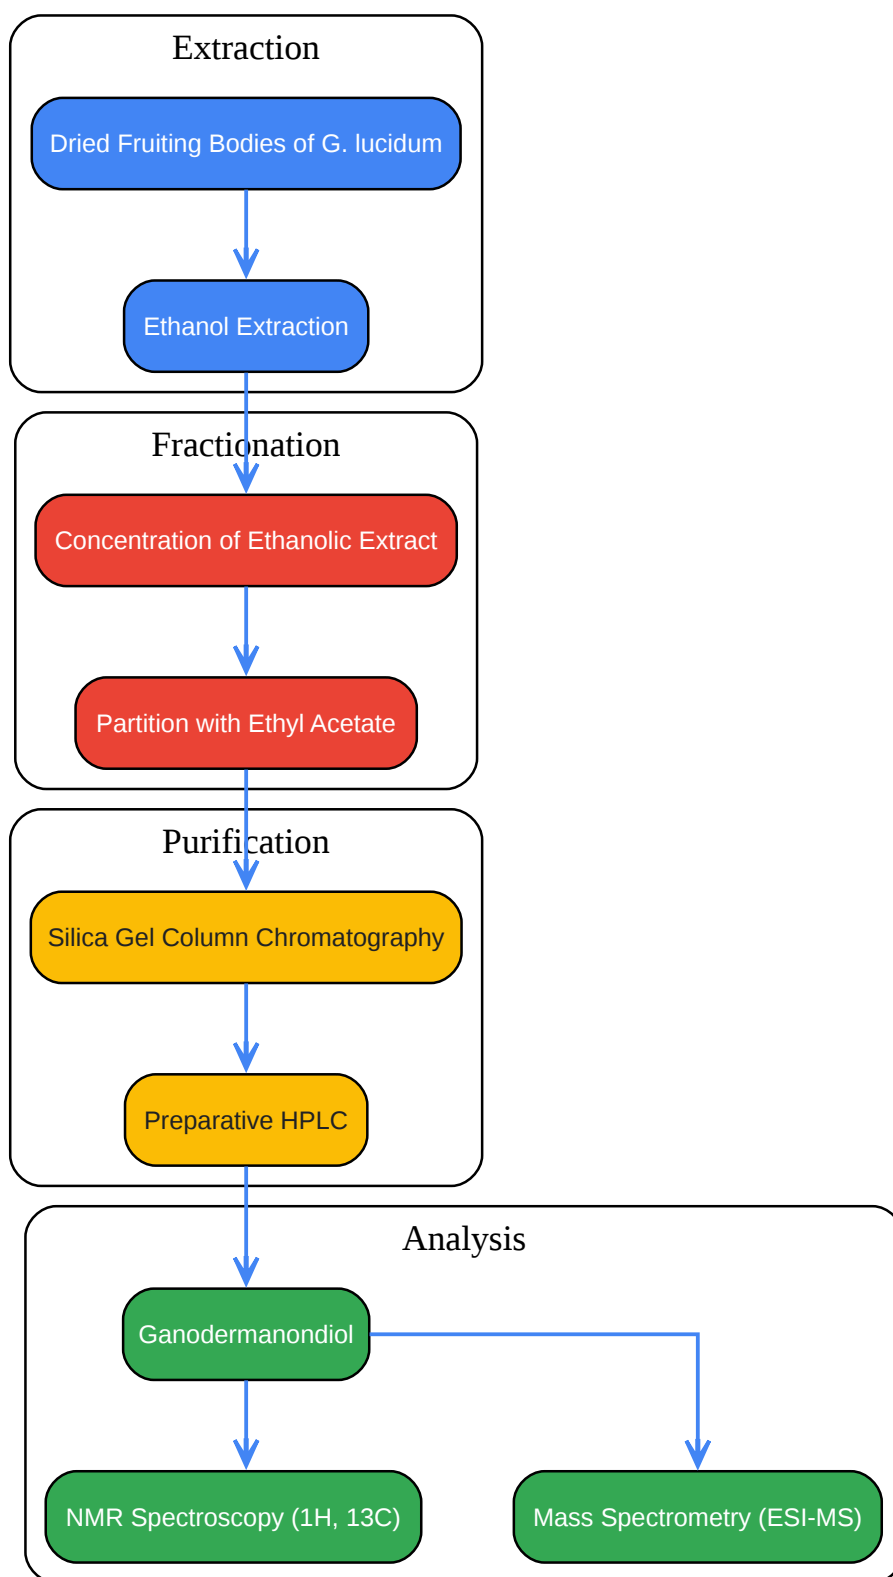 Extraction
Dried Fruiting Bodies of G. lucidum
Ethanol Extraction
Fractionation
Concentration of Ethanolic Extract
Partition with Ethyl Acetate
Purification
Silica Gel Column Chromatography
Preparative HPLC
Analysis
Ganodermanondiol
NMR Spectroscopy (1H, 13C)
Mass Spectrometry (ESI-MS)